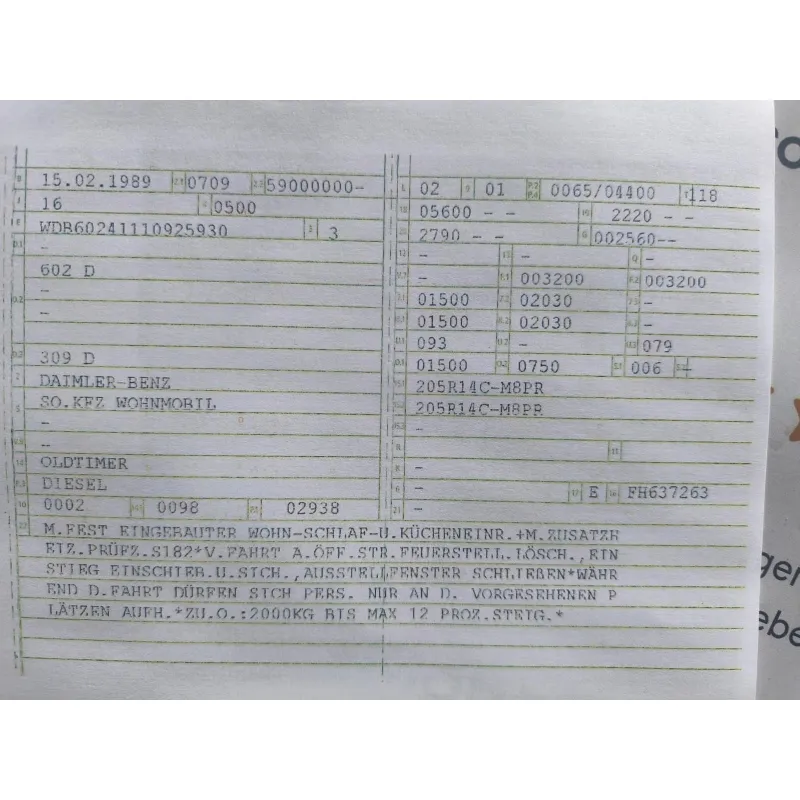 15.02.1989 0709 59000000-
16 0500
WDB60241110925930 3
-
602 D
-
-
309 D
DAIMLER-BENZ
SO.KFZ WOHNMOBIL
-
-
OLDTIMER
DIESEL
0002 0098 02938
02 01 0065/04400 118
05600 - - 2220 - -
2790 - - 002560--
- - -
- 003200 003200
01500 02030 -
01500 02030 -
093 - 079
01500 0750 006
205R14C-M8PR
205R14C-M8PR
-
-
-
- E FH637263
-
M.FEST EINGEBAUTER WOHN-SCHLAF-U.KÜCHENEINR.+M.ZUSATZH
EIZ.PRÜFZ.S182*V.FAHRT A.ÖFF.STR.FEUERSTELL.LÖSCH.,EIN
STIEG EINSCHIEB.U.SICH.,AUSSTELLFENSTER SCHLIEßEN*WÄHR
END D.FAHRT DÜRFEN SICH PERS. NUR AN D. VORGESEHENEN P
LÄTZEN AUFH.*ZU.O.:2000KG BIS MAX 12 PROZ.STEIG.*